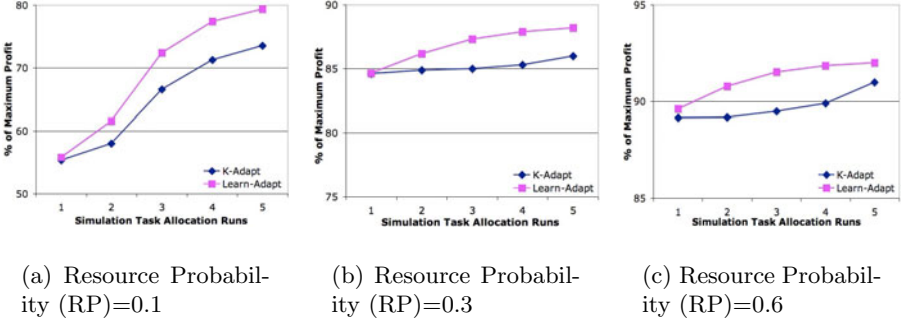 80
70
60
50
% of Maximum Profit
K-Adapt
Learn-Adapt
1 2 3 4 5
Simulation Task Allocation Runs
90
85
80
75
% of Maximum Profit
K-Adapt
Learn-Adapt
1 2 3 4 5
Simulation Task Allocation Runs
95
90
85
% of Maximum Profit
K-Adapt
Learn-Adapt
1 2 3 4 5
Simulation Task Allocation Runs
(a) Resource Probabil-
ity (RP)=0.1
(b) Resource Probabil-
ity (RP)=0.3
(c) Resource Probabil-
ity (RP)=0.6